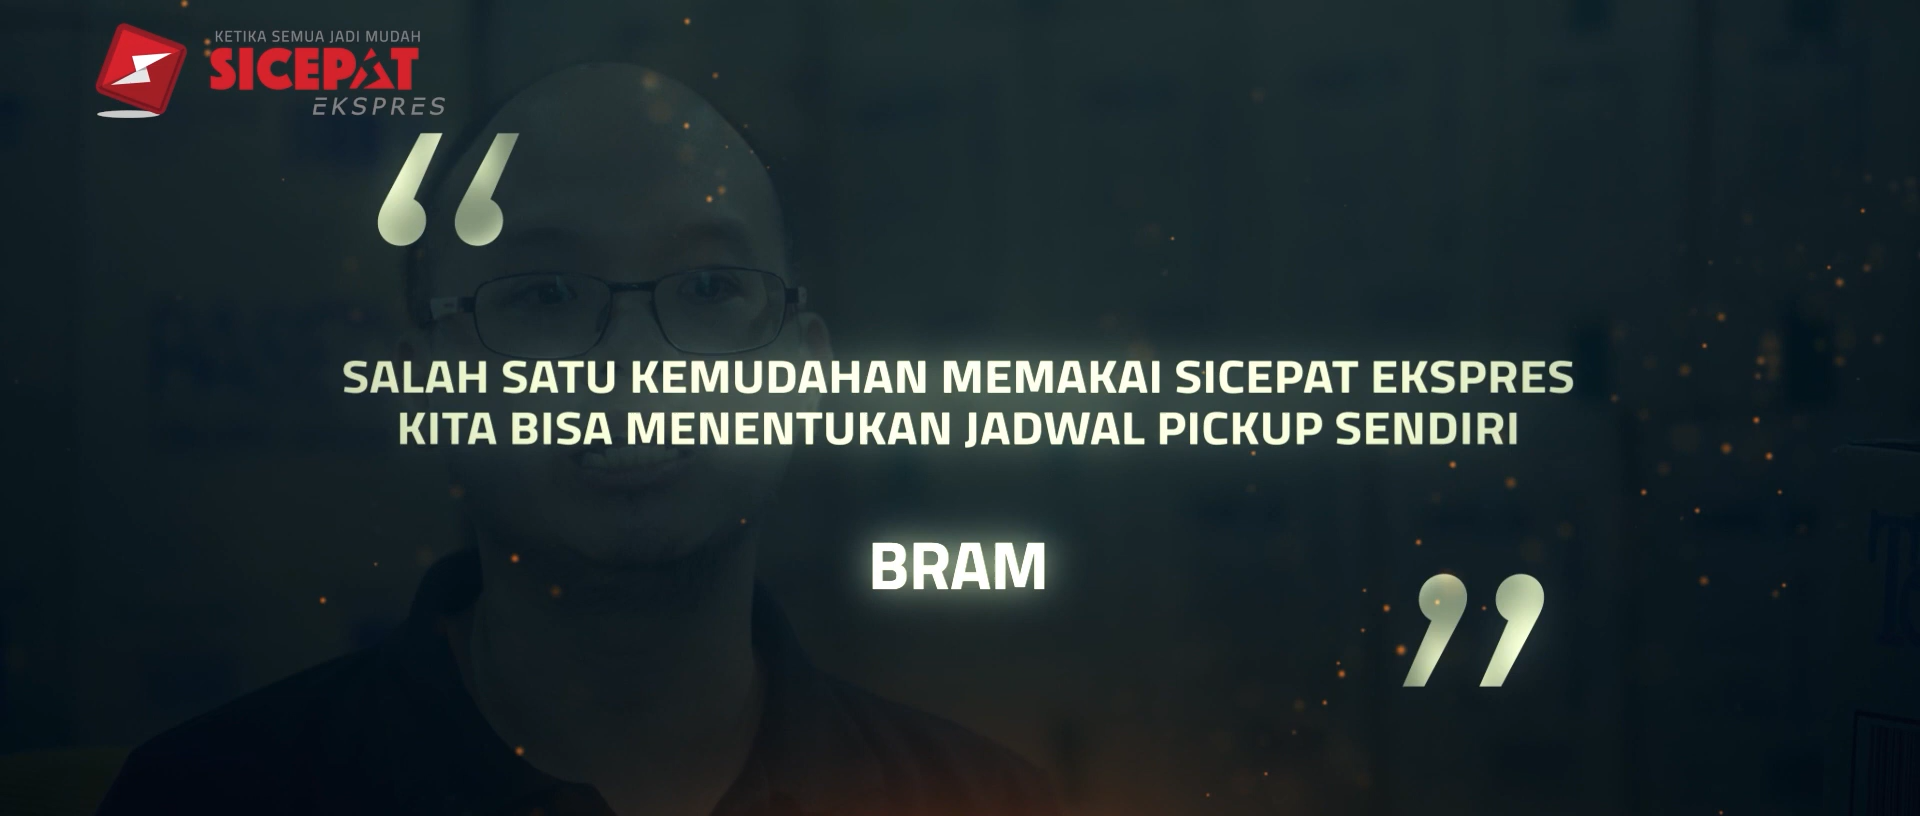 KETIKA SEMUA JADI MUDAH
SICEPAT
EKSPRES
“
SALAH SATU KEMUDAHAN MEMAKAI SICEPAT EKSPRES
KITA BISA MENENTUKAN JADWAL PICKUP SENDIRI
BRAM
”